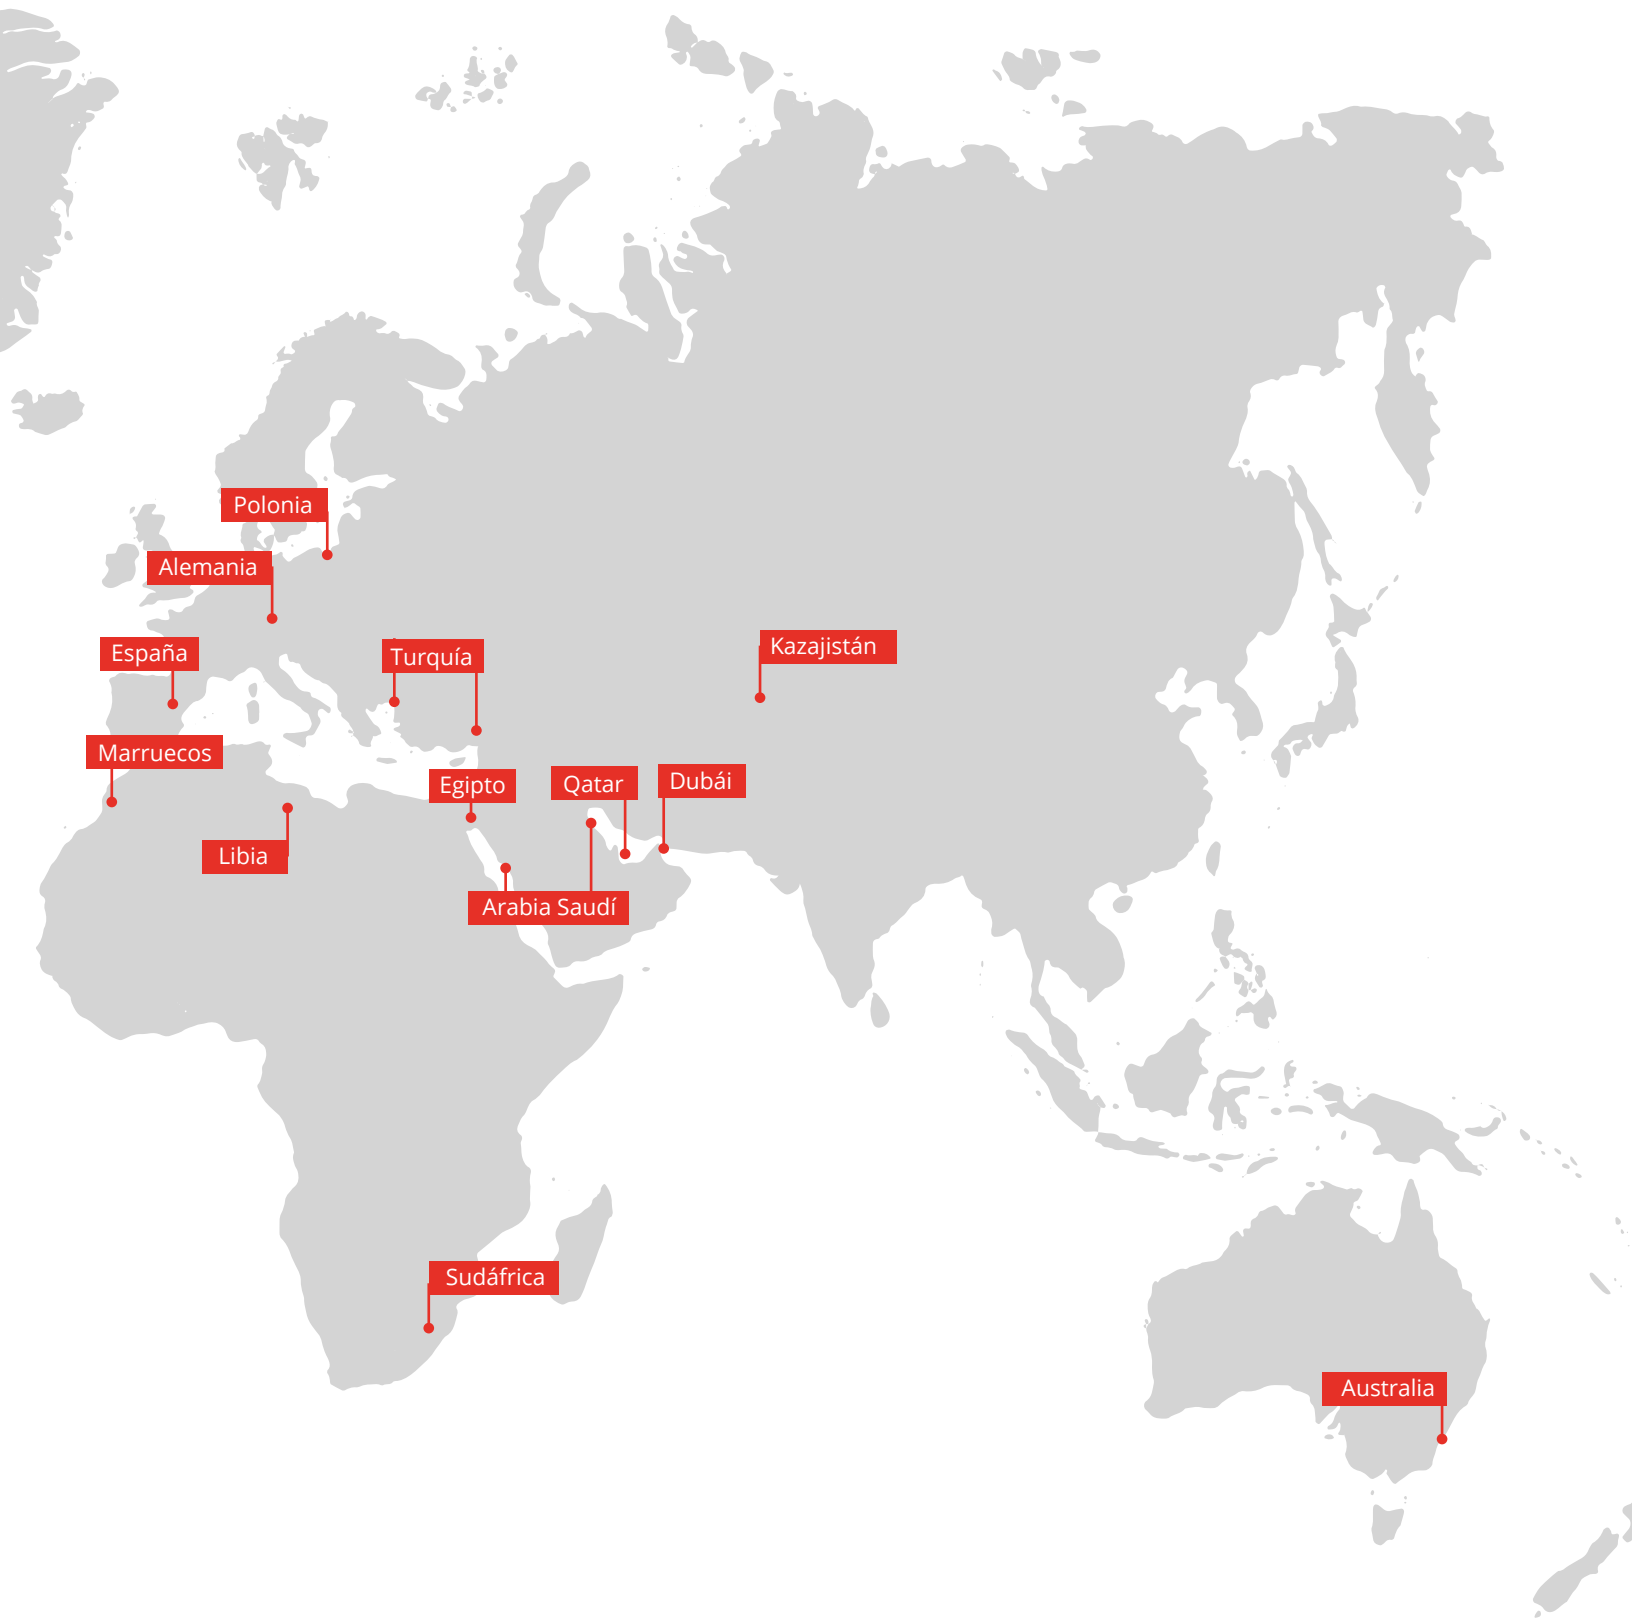 Polonia
Alemania
España
Turquía
Kazajistán
Marruecos
Egipto
Qatar
Dubái
Libia
Arabia Saudí
Sudáfrica
Australia